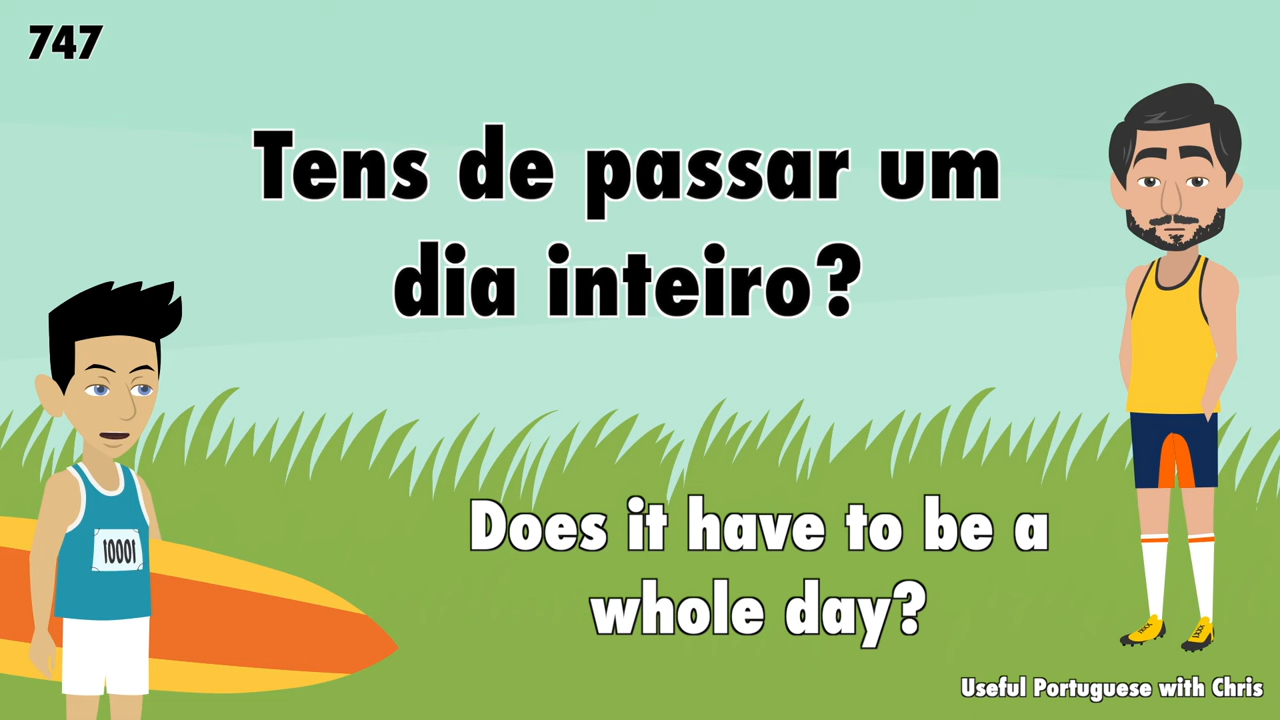 747
Tens de passar um
dia inteiro?
10001
Does it have to be a
whole day?
Useful Portuguese with Chris